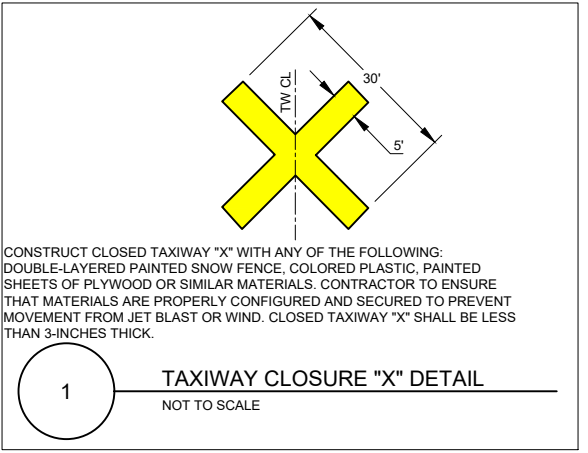 30'
TW CL
5'
CONSTRUCT CLOSED TAXIWAY "X" WITH ANY OF THE FOLLOWING:
DOUBLE-LAYERED PAINTED SNOW FENCE, COLORED PLASTIC, PAINTED
SHEETS OF PLYWOOD OR SIMILAR MATERIALS. CONTRACTOR TO ENSURE
THAT MATERIALS ARE PROPERLY CONFIGURED AND SECURED TO PREVENT
MOVEMENT FROM JET BLAST OR WIND. CLOSED TAXIWAY "X" SHALL BE LESS
THAN 3-INCHES THICK.
1
TAXIWAY CLOSURE "X" DETAIL
NOT TO SCALE